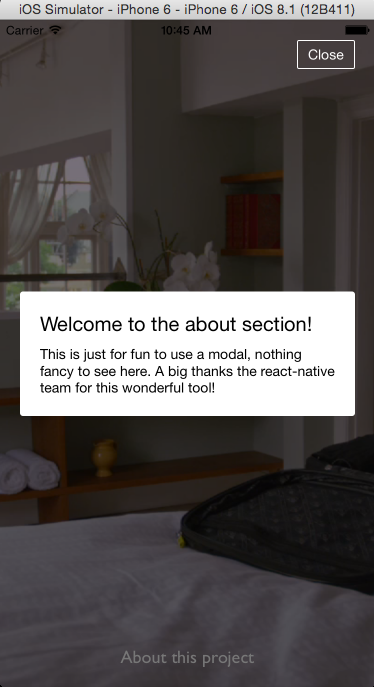 iOS Simulator - iPhone 6 - iPhone 6 / iOS 8.1 (12B411)
Carrier 10:45 AM
Close
Welcome to the about section!
This is just for fun to use a modal, nothing
fancy to see here. A big thanks the react-native
team for this wonderful tool!
About this project